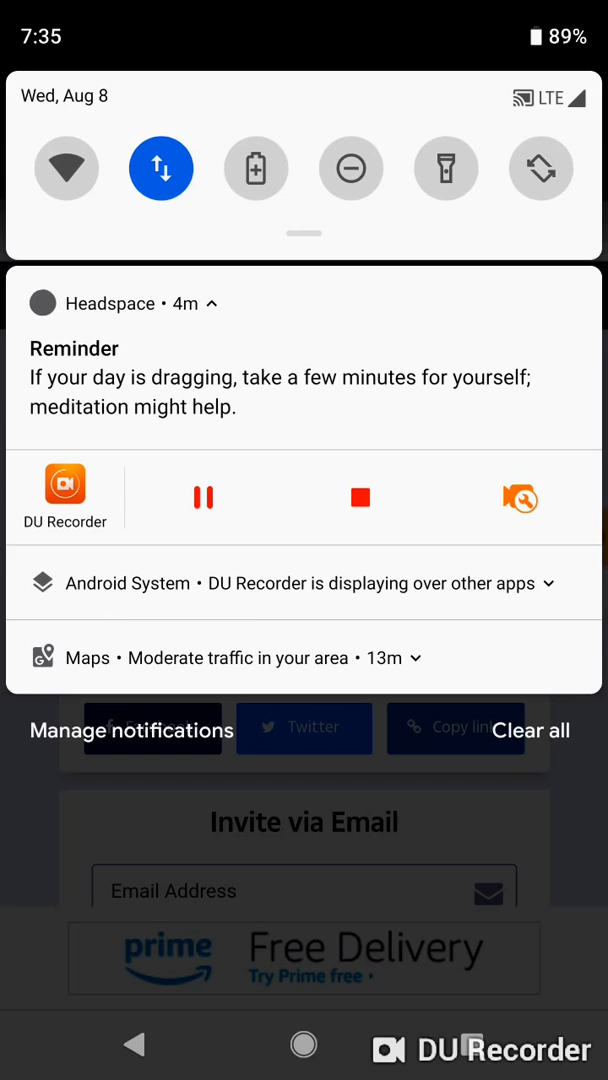 7:35
89%
Wed, Aug 8
LTE
Headspace • 4m
Reminder
If your day is dragging, take a few minutes for yourself;
meditation might help.
DU Recorder
Android System • DU Recorder is displaying over other apps
G
Maps • Moderate traffic in your area • 13m
Manage notifications
Twitter
Copy link
Clear all
Invite via Email
Email Address
prime
Free Delivery
Try Prime free
DU Recorder